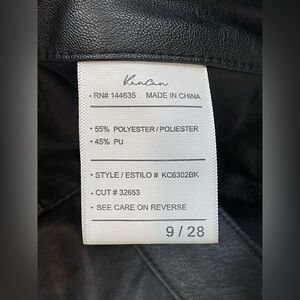 KanCan
• RN# 144635 MADE IN CHINA
• 55% POLYESTER / POLIESTER
• 45% PU
• STYLE / ESTILO # KC6302BK
• CUT # 32653
• SEE CARE ON REVERSE
9 / 28